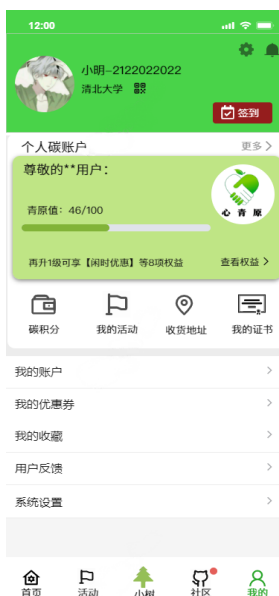 12:00
小明-2122022022
清北大学
签到
个人碳账户
更多
尊敬的**用户：
青原值：46/100
心青原
再升1级可享【闲时优惠】等8项权益
查看权益
碳积分
我的活动
收货地址
我的证书
我的账户
我的优惠券
我的收藏
用户反馈
系统设置
首页
活动
小树
社区
我的